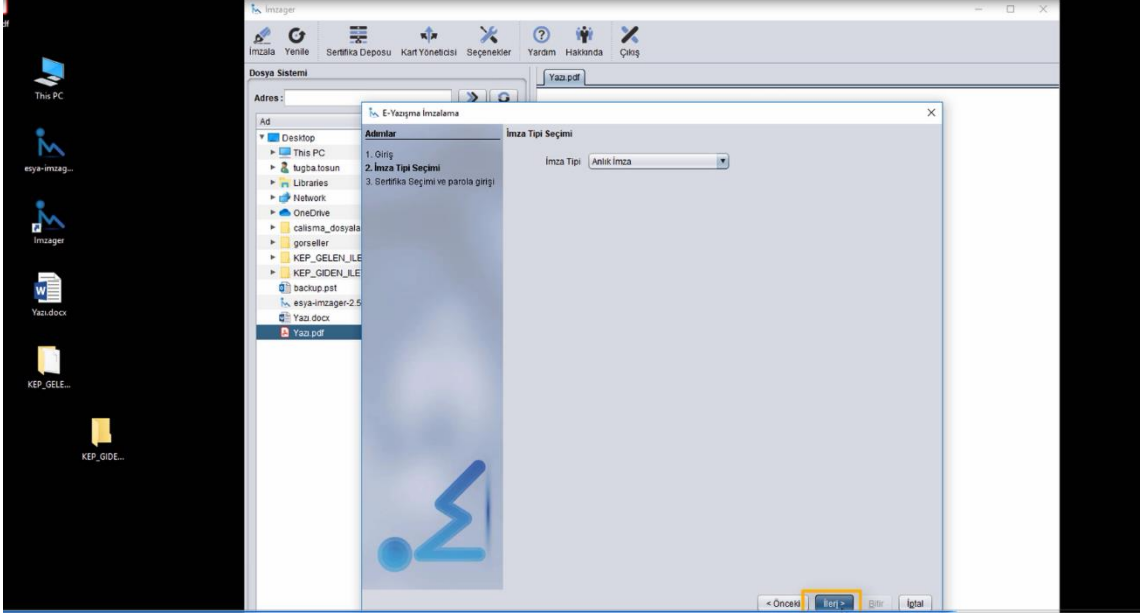 df
This PC
esya-imzag...
Imzager
Yazı.docx
KEP_GELE...
KEP_GIDE...
İmzager
İmzala Yenile Sertifika Deposu Kart Yöneticisi Seçenekler Yardım Hakkında Çıkış
Dosya Sistemi
Yazı.pdf
Adres :
Ad
Desktop
This PC
tugba.tosun
Libraries
Network
OneDrive
calisma_dosyala
gorseller
KEP_GELEN_ILE
KEP_GIDEN_ILE
backup.pst
esya-imzager-2.5
Yazı.docx
Yazı.pdf
E-Yazışma İmzalama
Adımlar
1. Giriş
2. İmza Tipi Seçimi
3. Sertifika Seçimi ve parola girişi
İmza Tipi Seçimi
İmza Tipi Anlık İmza
< Önceki İleri > Bitir İptal